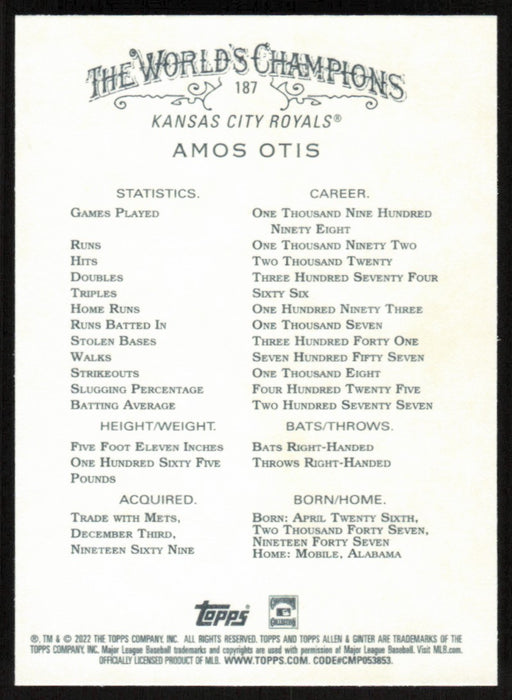 THE WORLD'S CHAMPIONS
187
KANSAS CITY ROYALS®
AMOS OTIS
STATISTICS. CAREER.
GAMES PLAYED ONE THOUSAND NINE HUNDRED
NINETY EIGHT
RUNS ONE THOUSAND NINETY TWO
HITS TWO THOUSAND TWENTY
DOUBLES THREE HUNDRED SEVENTY FOUR
TRIPLES SIXTY SIX
HOME RUNS ONE HUNDRED NINETY THREE
RUNS BATTED IN ONE THOUSAND SEVEN
STOLEN BASES THREE HUNDRED FORTY ONE
WALKS SEVEN HUNDRED FIFTY SEVEN
STRIKEOUTS ONE THOUSAND EIGHT
SLUGGING PERCENTAGE FOUR HUNDRED TWENTY FIVE
BATTING AVERAGE TWO HUNDRED SEVENTY SEVEN
HEIGHT/WEIGHT. BATS/THROWS.
FIVE FOOT ELEVEN INCHES BATS RIGHT-HANDED
ONE HUNDRED SIXTY FIVE THROWS RIGHT-HANDED
POUNDS
ACQUIRED. BORN/HOME.
TRADE WITH METS, BORN: APRIL TWENTY SIXTH,
DECEMBER THIRD, TWO THOUSAND FORTY SEVEN,
NINETEEN SIXTY NINE NINETEEN FORTY SEVEN
HOME: MOBILE, ALABAMA
TOPPS COOPERSTOWN COLLECTION
®, TM & © 2022 THE TOPPS COMPANY, INC. ALL RIGHTS RESERVED. TOPPS AND TOPPS ALLEN & GINTER ARE TRADEMARKS OF THE
TOPPS COMPANY, INC. Major League Baseball trademarks and copyrights are used with permission of Major League Baseball. Visit MLB.com.
OFFICIALLY LICENSED PRODUCT OF MLB. WWW.TOPPS.COM. CODE#CMP053853.